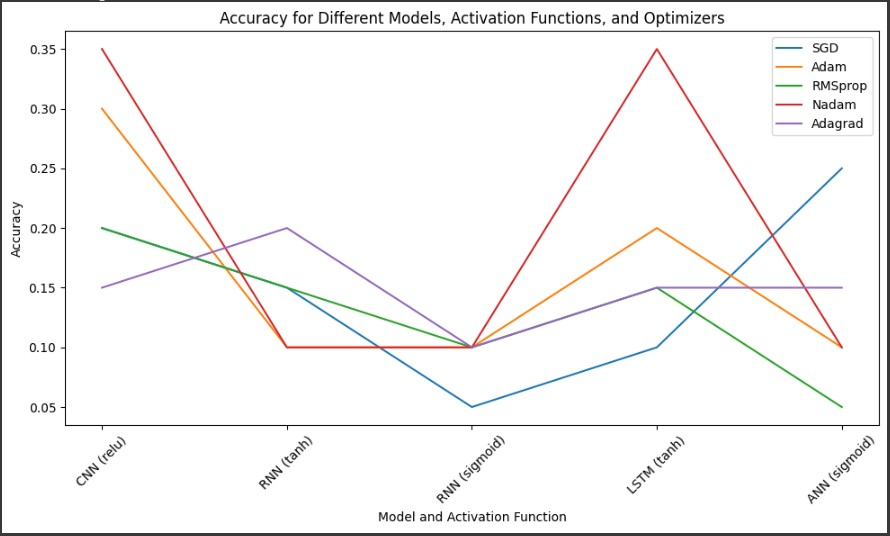 Accuracy for Different Models, Activation Functions, and Optimizers
SGD
Adam
RMSprop
Nadam
Adagrad
0.35
0.30
0.25
0.20
0.15
0.10
0.05
Accuracy
CNN (relu)
RNN (tanh)
RNN (sigmoid)
LSTM (tanh)
ANN (sigmoid)
Model and Activation Function